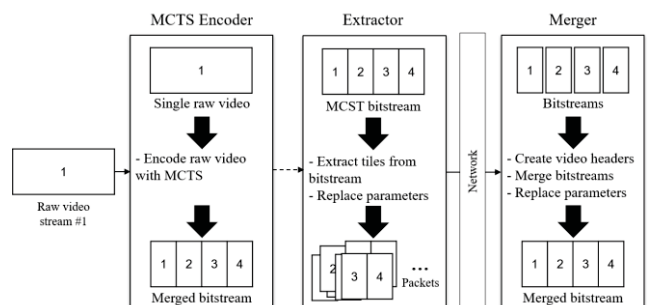 MCTS Encoder
1
Single raw video
- Encode raw video
with MCTS
1 2 3 4
Merged bitstream
1
Raw video
stream #1
Extractor
1 2 3 4
MCST bitstream
- Extract tiles from
bitstream
- Replace parameters
2 3 4 ...
Packets
Network
Merger
1 2 3 4
Bitstreams
- Create video headers
- Merge bitstreams
- Replace parameters
1 2 3 4
Merged bitstream